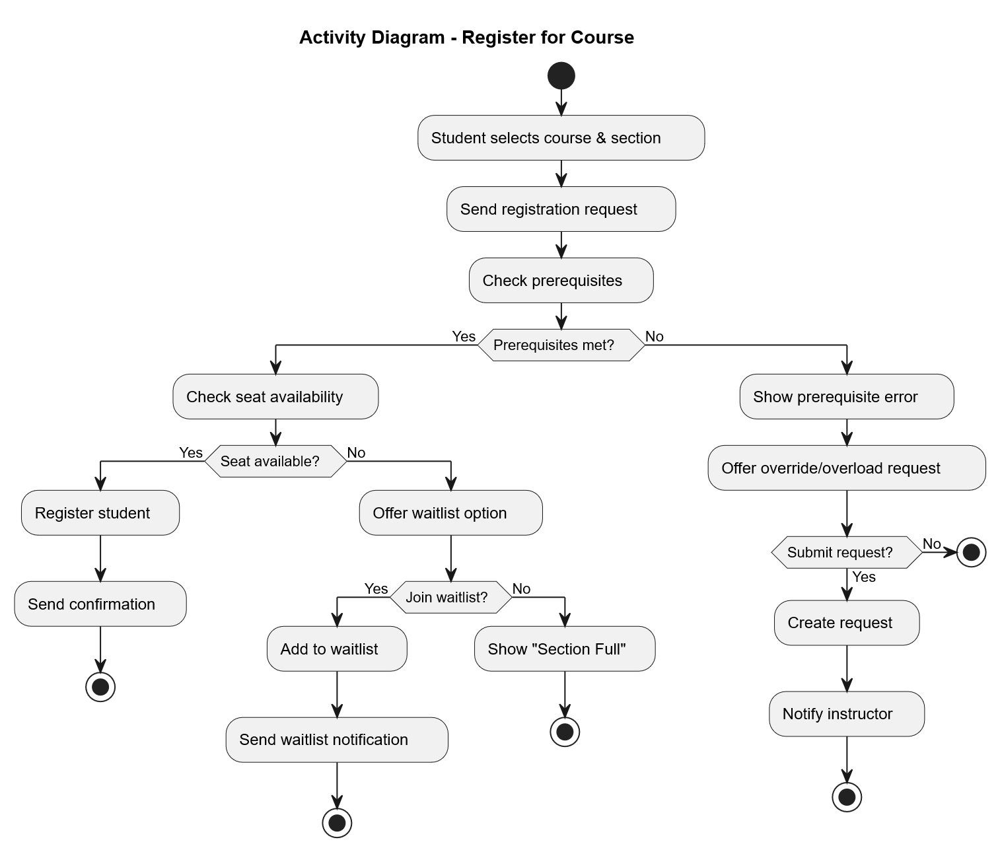 Activity Diagram - Register for Course
Student selects course & section
Send registration request
Check prerequisites
Yes
Prerequisites met?
No
Check seat availability
Show prerequisite error
Yes
Seat available?
No
Offer override/overload request
Register student
Offer waitlist option
Submit request?
No
Yes
Yes
Join waitlist?
No
Send confirmation
Create request
Add to waitlist
Show "Section Full"
Notify instructor
Send waitlist notification